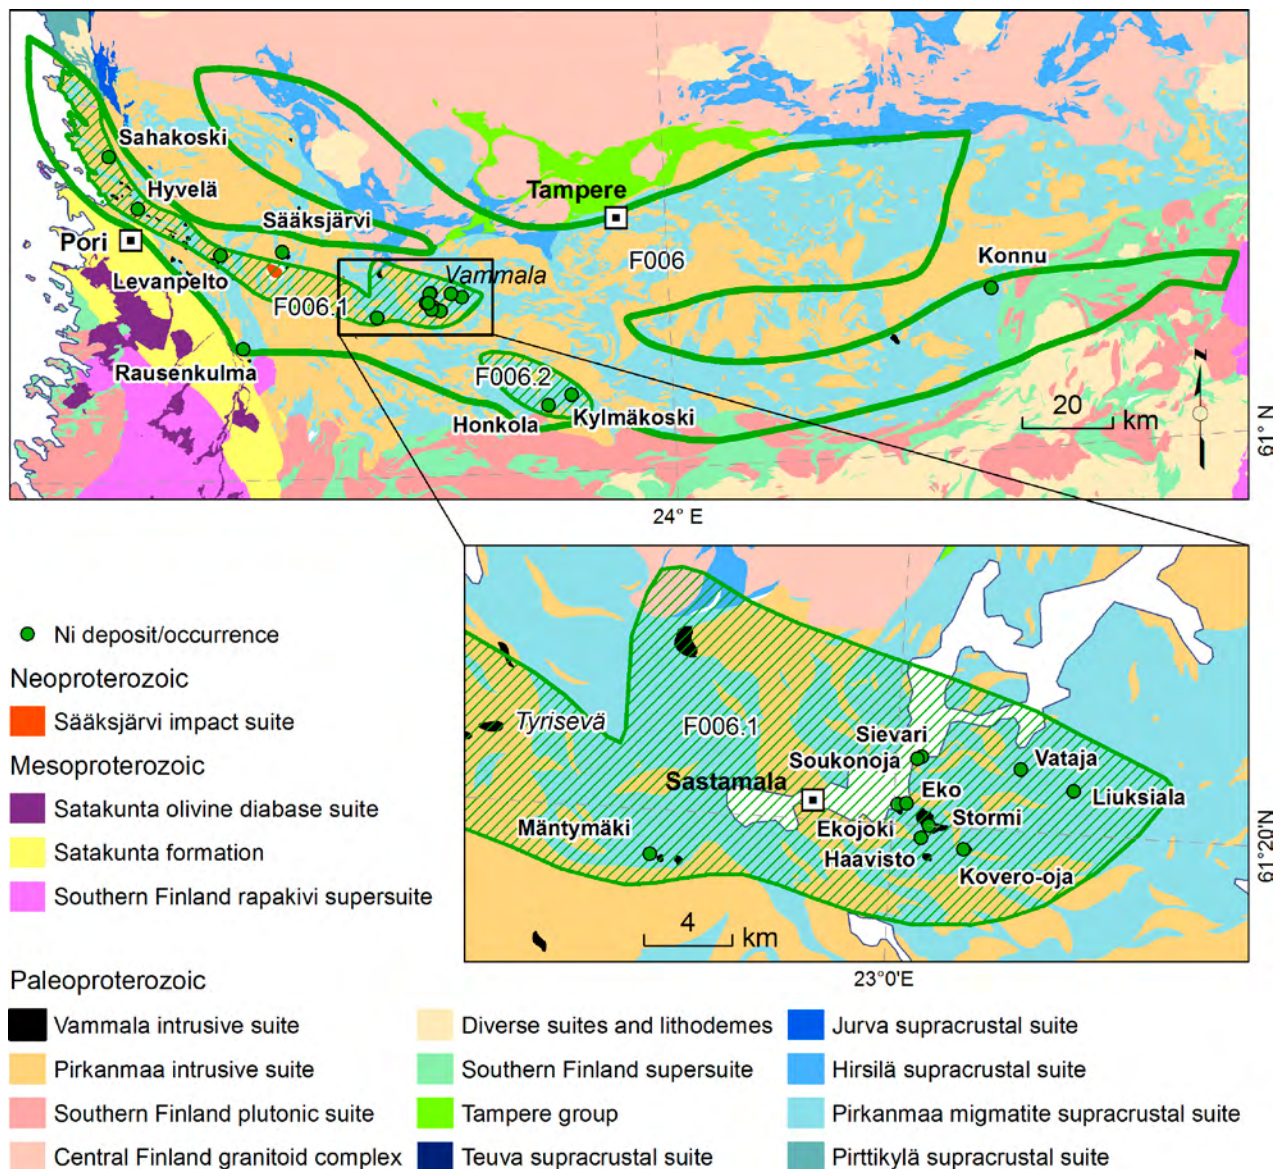 Sahakoski
Hyvelä
Sääksjärvi
Tampere
Pori
F006
Konnu
Levanpelto
Vammala
F006.1
Rausenkulma
F006.2
Honkola
Kylmäkoski
N
20
km
61° N
24° E
Tyrisevä
F006.1
Sievari
Soukonoja
Vataja
Sastamala
Eko
Liuksiala
Ekojoki
Stormi
Mäntymäki
Haavisto
Kovero-oja
4
km
61°20'N
23°0'E
Ni deposit/occurrence
Neoproterozoic
Sääksjärvi impact suite
Mesoproterozoic
Satakunta olivine diabase suite
Satakunta formation
Southern Finland rapakivi supersuite
Paleoproterozoic
Vammala intrusive suite
Pirkanmaa intrusive suite
Southern Finland plutonic suite
Central Finland granitoid complex
Diverse suites and lithodemes
Southern Finland supersuite
Tampere group
Teuva supracrustal suite
Jurva supracrustal suite
Hirsilä supracrustal suite
Pirkanmaa migmatite supracrustal suite
Pirttikylä supracrustal suite